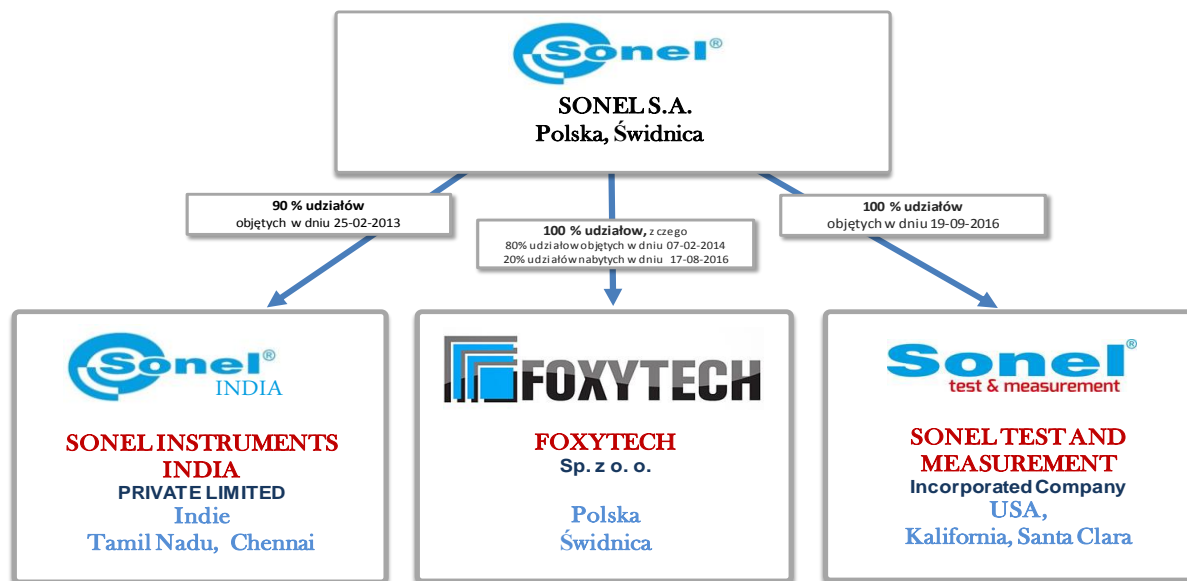 Sonel®
SONEL S.A.
Polska, Świdnica
90 % udziałów
objętych w dniu 25-02-2013
100 % udziałow, z czego
80% udziałow objętych w dniu 07-02-2014
20% udziałów nabytych w dniu 17-08-2016
100 % udziałów
objętych w dniu 19-09-2016
Sonel®
INDIA
SONEL INSTRUMENTS
INDIA
PRIVATE LIMITED
Indie
Tamil Nadu, Chennai
FOXYTECH
FOXYTECH
Sp. z o. o.
Polska
Świdnica
Sonel®
test & measurement
SONEL TEST AND
MEASUREMENT
Incorporated Company
USA,
Kalifornia, Santa Clara